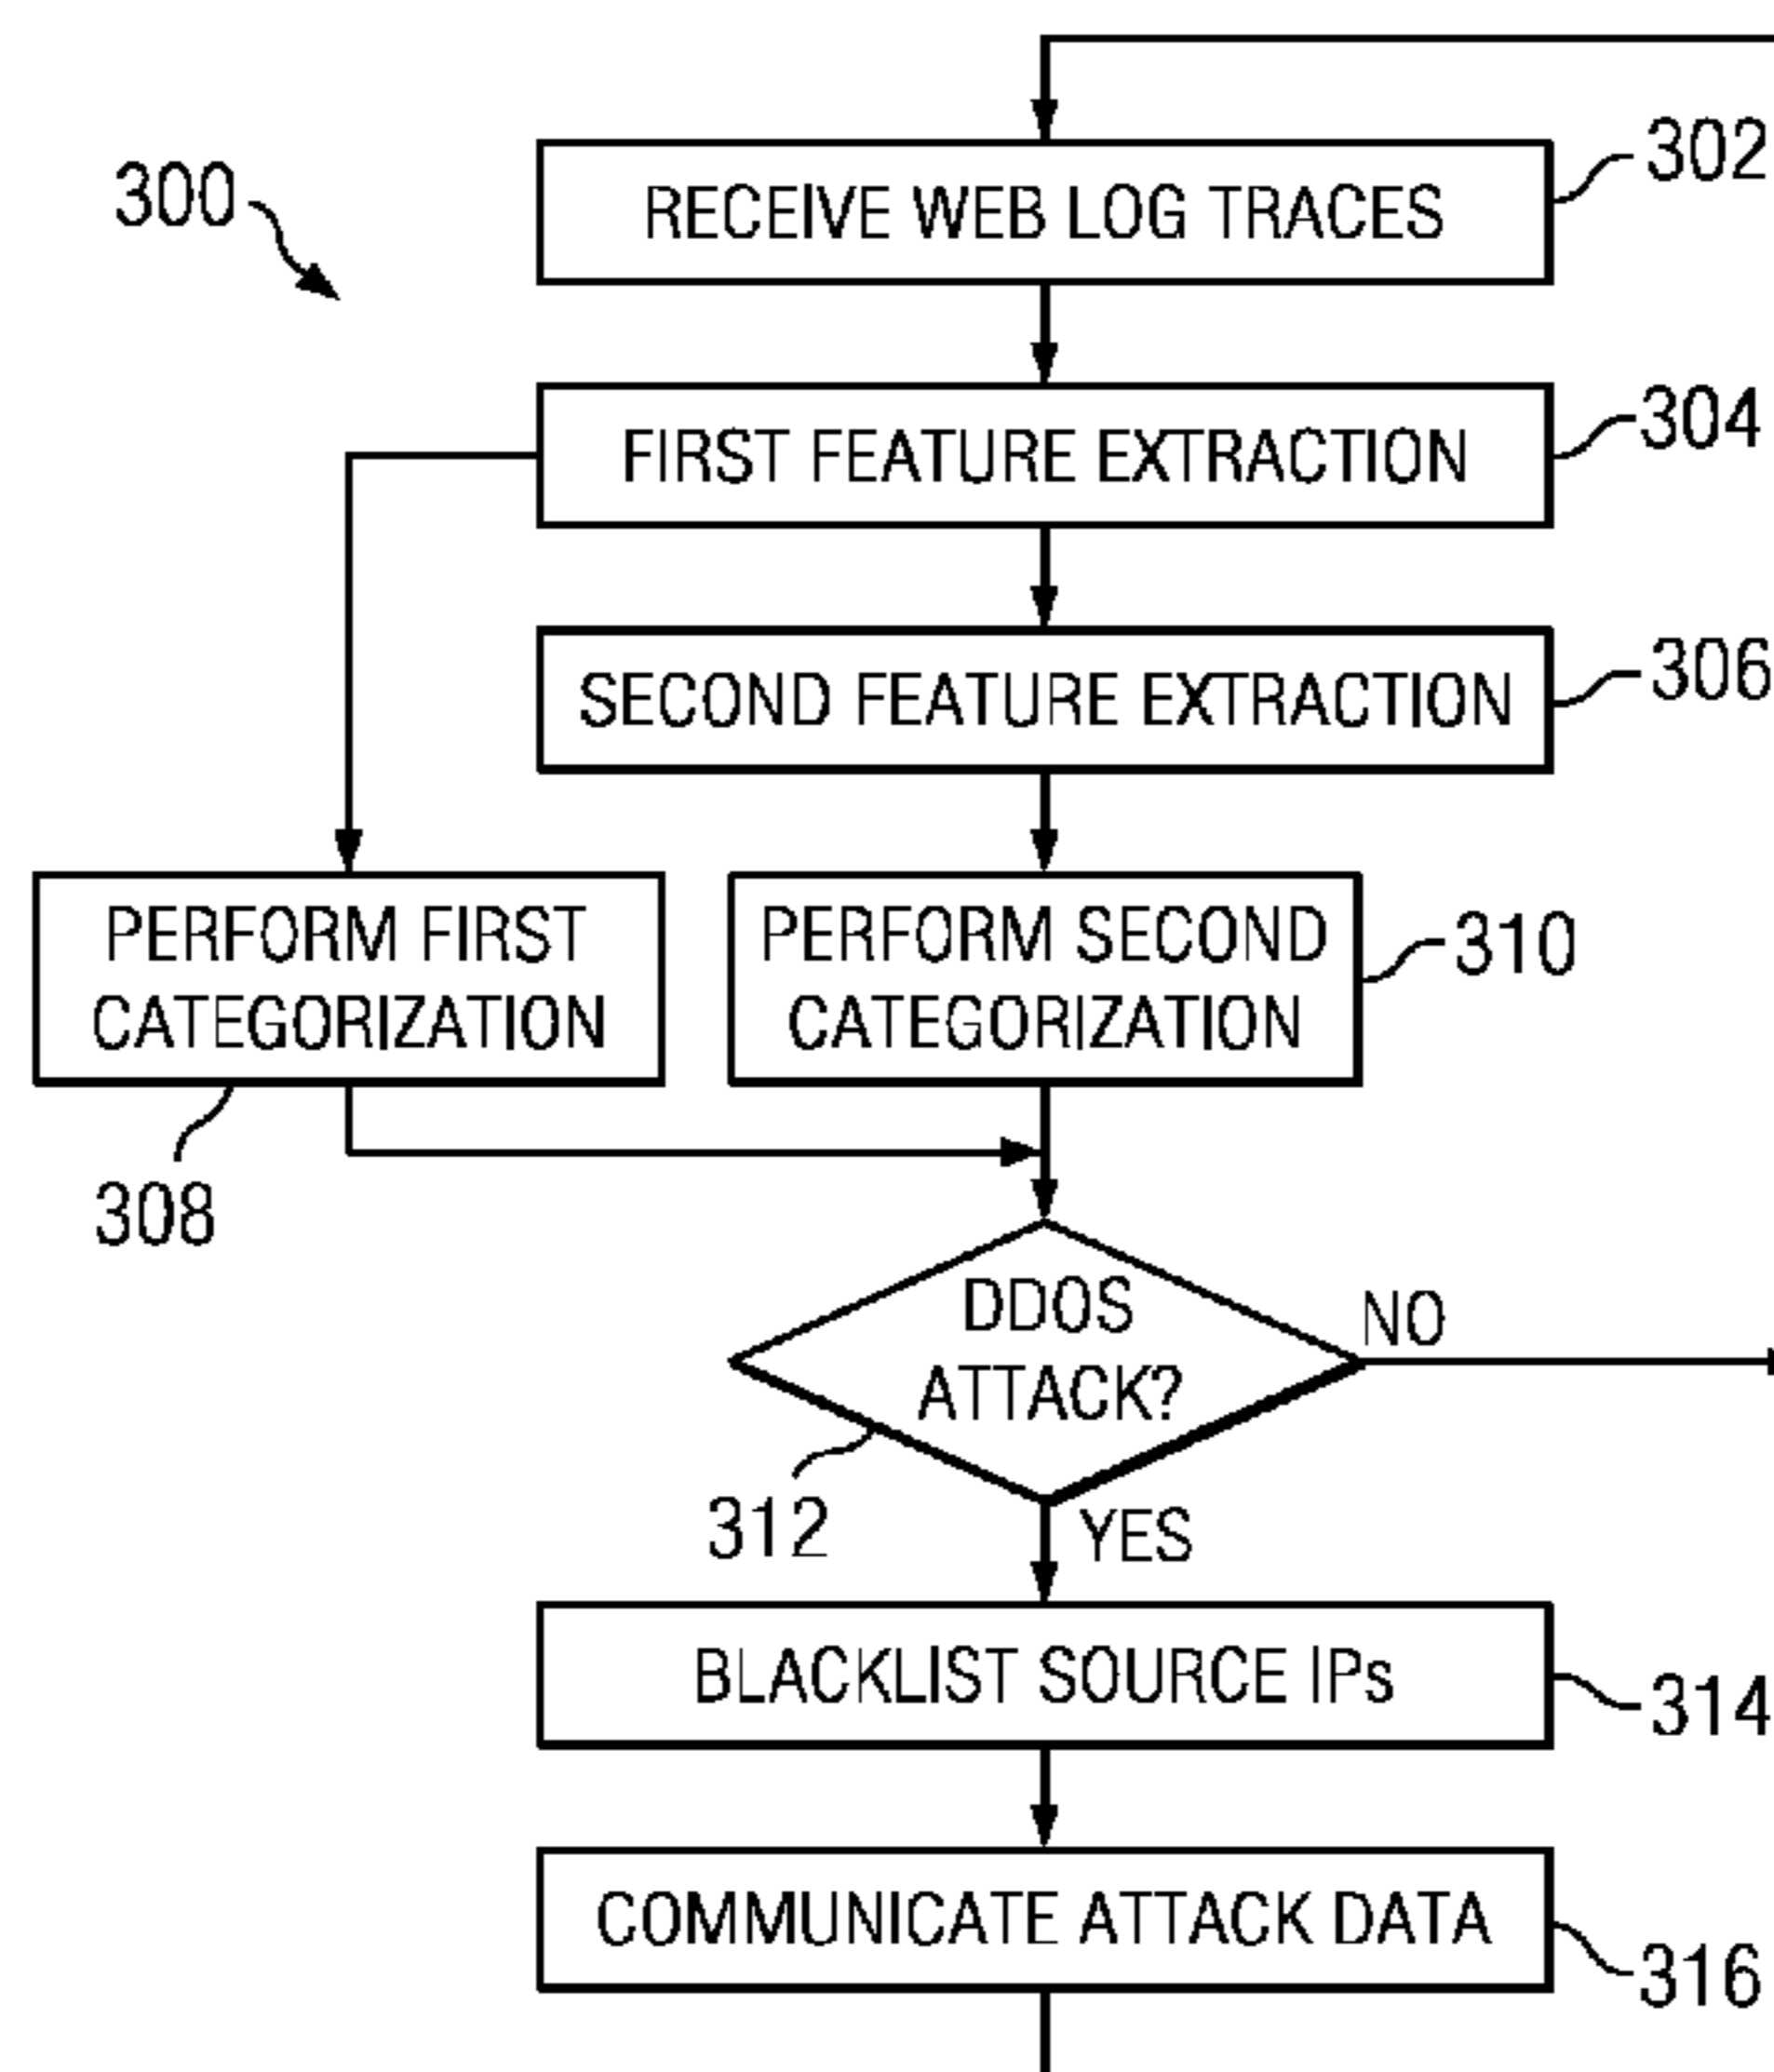 300
RECEIVE WEB LOG TRACES
302
FIRST FEATURE EXTRACTION
304
SECOND FEATURE EXTRACTION
306
PERFORM FIRST
CATEGORIZATION
308
PERFORM SECOND
CATEGORIZATION
310
DDOS
ATTACK?
NO
312
YES
BLACKLIST SOURCE IPs
314
COMMUNICATE ATTACK DATA
316